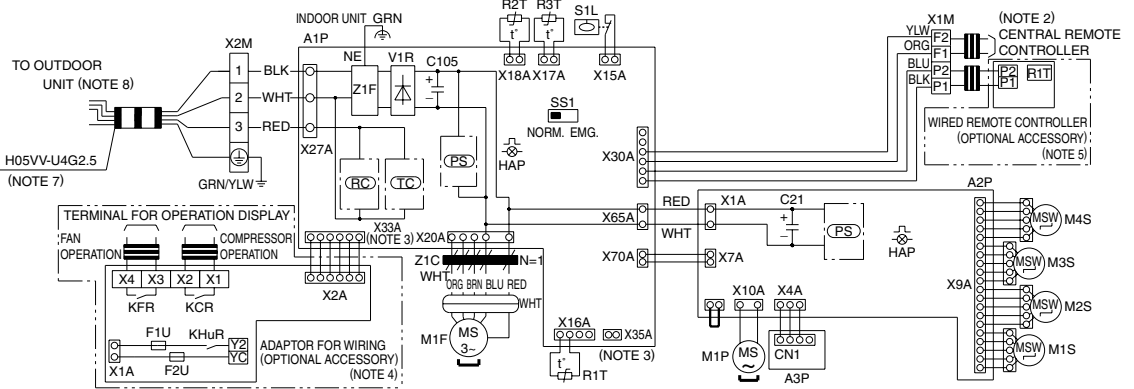 R2T
R3T
S1L
t°
t°
X18A
X17A
X15A
INDOOR UNIT
GRN
A1P
X2M
NE
V1R
C105
+
−
Z1F
TO OUTDOOR
UNIT (NOTE 8)
1
BLK
2
WHT
3
RED
H05VV-U4G2.5
(NOTE 7)
GRN/YLW
X27A
RC
TC
PS
HAP
SS1
NORM. EMG.
X30A
YLW
ORG
BLU
BLK
X1M
F2
F1
P2
P1
(NOTE 2)
CENTRAL REMOTE
CONTROLLER
P2
P1
R1T
WIRED REMOTE CONTROLLER
(OPTIONAL ACCESSORY)
(NOTE 5)
TERMINAL FOR OPERATION DISPLAY
FAN
OPERATION
COMPRESSOR
OPERATION
X4
X3
X2
X1
KFR
KCR
F1U
KHuR
Y2
YC
X1A
F2U
ADAPTOR FOR WIRING
(OPTIONAL ACCESSORY)
(NOTE 4)
X33A
(NOTE 3)
X2A
X20A
Z1C
N=1
WHT
ORG
BRN
BLU
RED
WHT
M1F
MS
3~
X16A
X35A
(NOTE 3)
t°
R1T
X65A
RED
WHT
X1A
X70A
X7A
C21
+
−
PS
HAP
A2P
X10A
X4A
M1P
MS
~
CN1
A3P
X9A
MSW
M4S
MSW
M3S
MSW
M2S
MSW
M1S